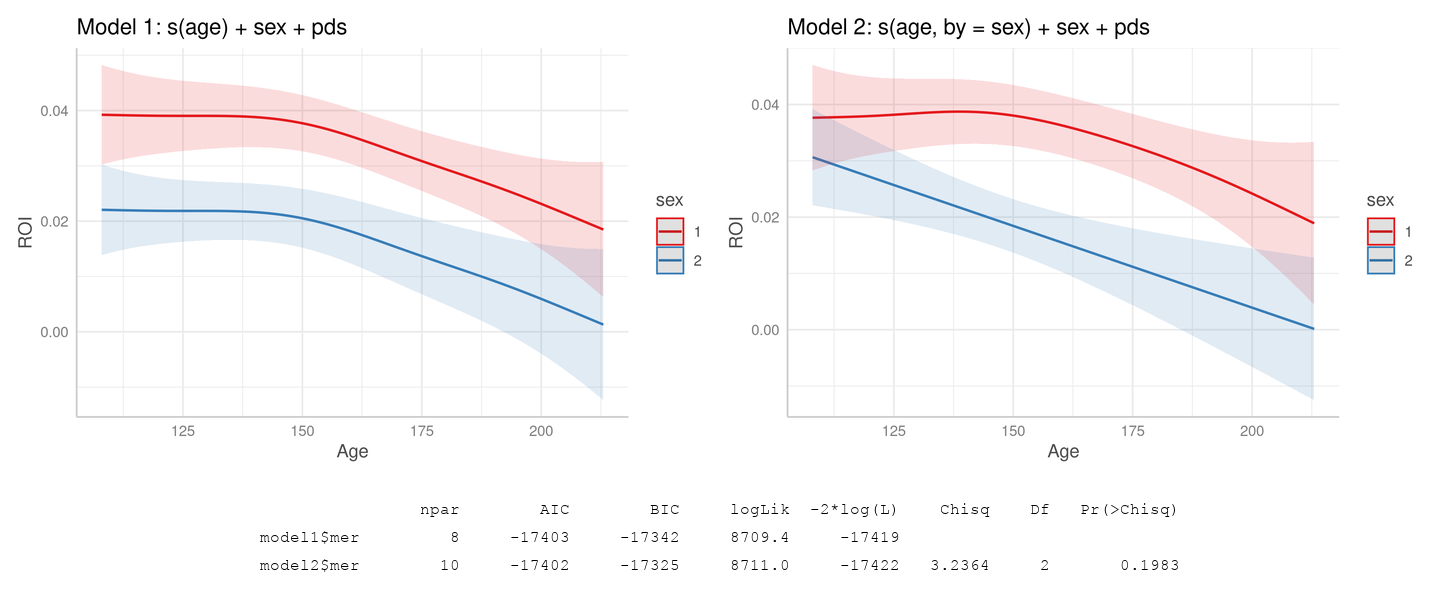 Model 1: s(age) + sex + pds
ROI
0.04
0.02
0.00
125 150 175 200
Age
sex
1
2
Model 2: s(age, by = sex) + sex + pds
ROI
0.04
0.02
0.00
125 150 175 200
Age
sex
1
2
npar AIC BIC logLik -2*log(L) Chisq Df Pr(>Chisq)
model1$mer 8 -17403 -17342 8709.4 -17419
model2$mer 10 -17402 -17325 8711.0 -17422 3.2364 2 0.1983